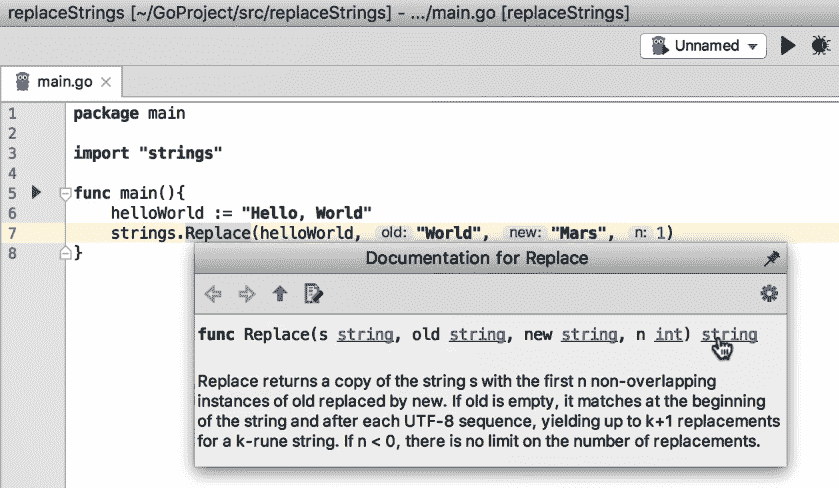 replaceStrings [~/GoProject/src/replaceStrings] - .../main.go [replaceStrings]
Unnamed
main.go
1 package main
2
3 import "strings"
4
5 func main(){
6 helloWorld := "Hello, World"
7 strings.Replace(helloWorld, old: "World", new: "Mars", n: 1)
8 }
Documentation for Replace
func Replace(s string, old string, new string, n int) string
Replace returns a copy of the string s with the first n non-overlapping
instances of old replaced by new. If old is empty, it matches at the beginning
of the string and after each UTF-8 sequence, yielding up to k+1 replacements
for a k-rune string. If n < 0, there is no limit on the number of replacements.